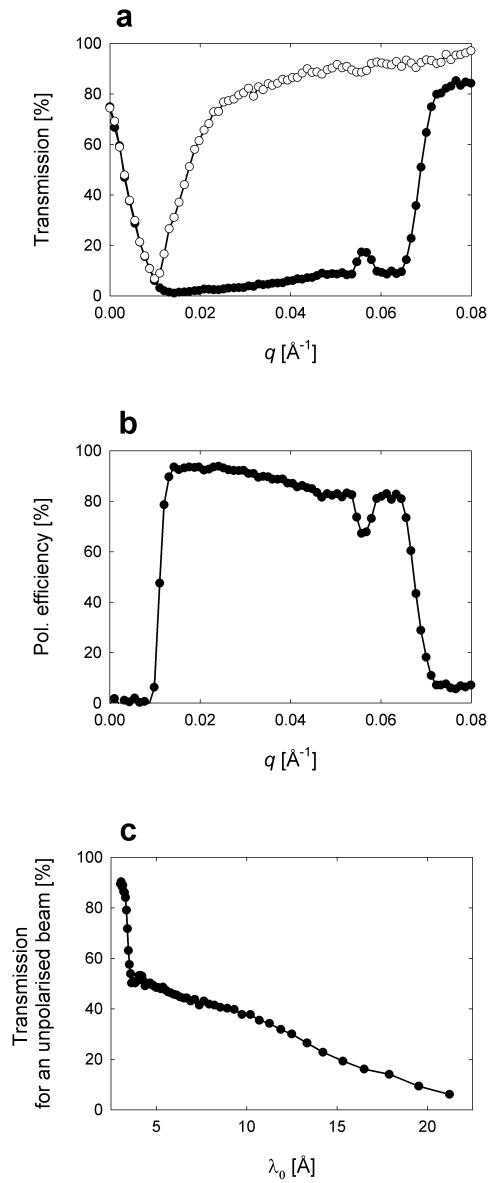 a
100
80
60
40
20
0
Transmission [%]
0.00 0.02 0.04 0.06 0.08
q [Å-1]
b
100
80
60
40
20
0
Pol. efficiency [%]
0.00 0.02 0.04 0.06 0.08
q [Å-1]
c
100
80
60
40
20
0
Transmission
for an unpolarised beam [%]
5 10 15 20
λ0 [Å]